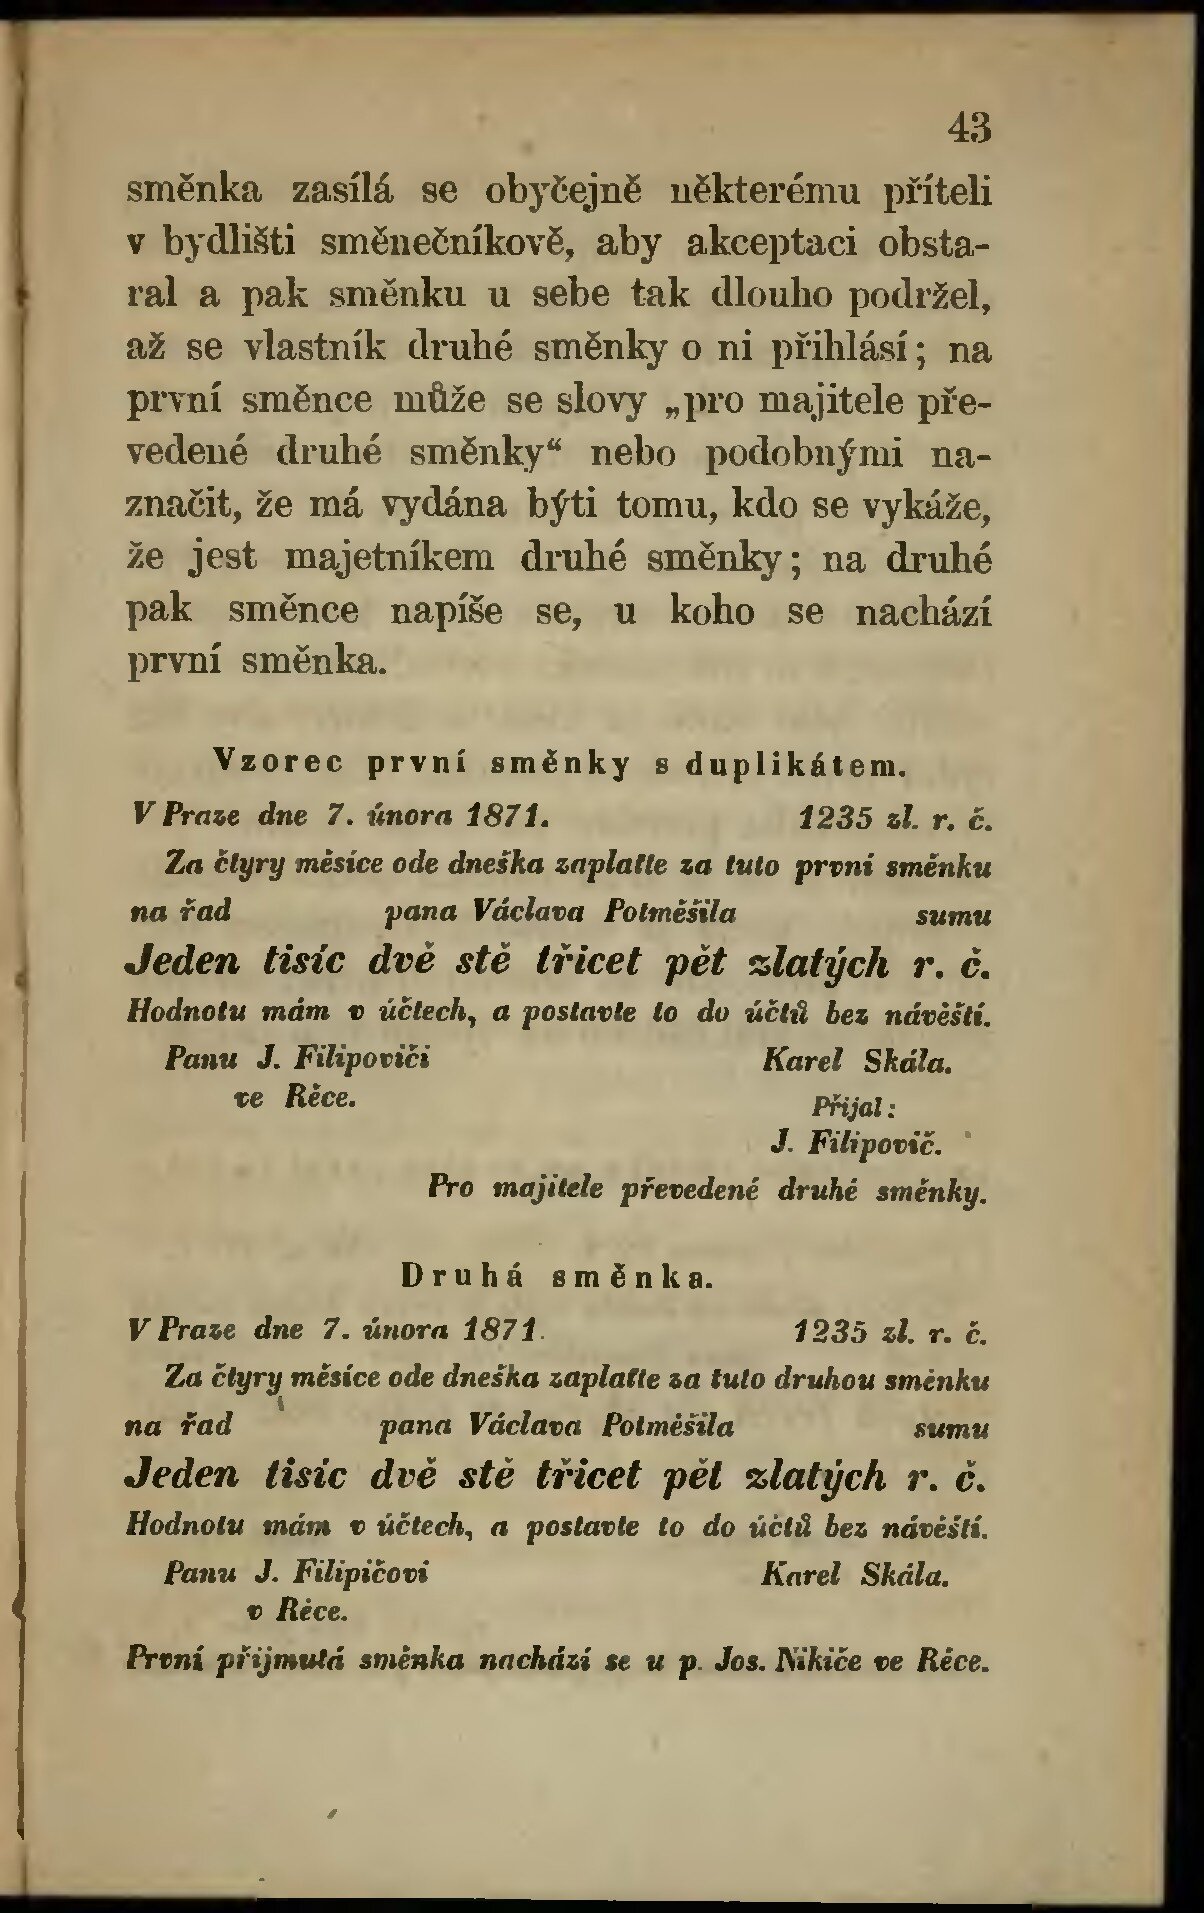 43
směnka zasílá se obyčejně některému příteli
v bydlišti směnečníkově, aby akceptaci obsta-
ral a pak směnku u sebe tak dlouho podržel,
až se vlastník druhé směnky o ni přihlásí; na
první směnce může se slovy „pro majitele pře-
vedené druhé směnky“ nebo podobnými na-
značit, že má vydána býti tomu, kdo se vykáže,
že jest majetníkem druhé směnky; na druhé
pak směnce napíše se, u koho se nachází
první směnka.
Vzorec první směnky s duplikátem.
V Praze dne 7. února 1871. 1235 zl. r. č.
Za čtyry měsíce ode dneška zaplaťte za tuto první směnku
na řad pana Václava Potměšila sumu
Jeden tisíc dvě stě třicet pět zlatých r. č.
Hodnotu mám v účtech, a postavte to do účtů bez návěští.
Panu J. Filipoviči Karel Skála.
ve Rěce. Přijal:
J. Filipovič.
Pro majitele převedené druhé směnky.
Druhá směnka.
V Praze dne 7. února 1871. 1235 zl. r. č.
Za čtyry měsíce ode dneška zaplaťte za tuto druhou směnku
na řad pana Václava Potměšila sumu
Jeden tisíc dvě stě třicet pět zlatých r. č.
Hodnotu mám v účtech, a postavte to do účtů bez návěští.
Panu J. Filipičovi Karel Skála.
v Rěce.
První přijmutá směnka nachází se u p. Jos. Nikiče ve Rěce.